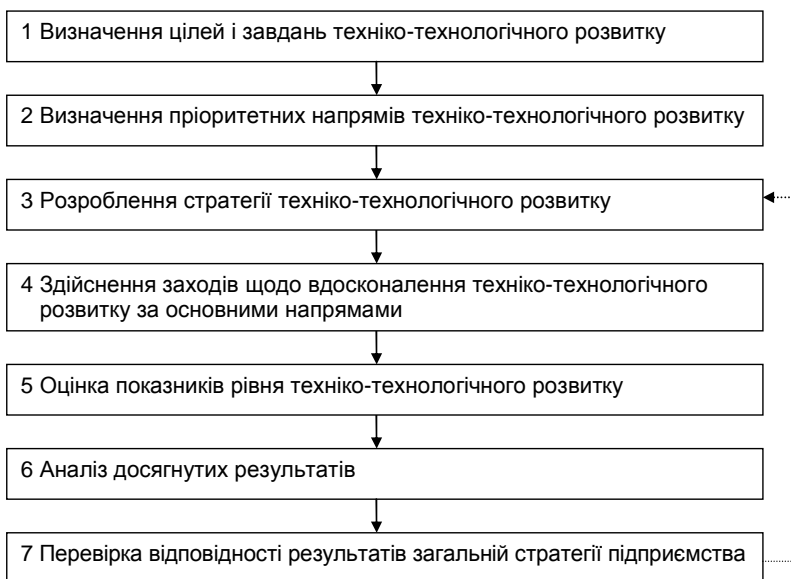 1 Визначення цілей і завдань техніко-технологічного розвитку
2 Визначення пріоритетних напрямів техніко-технологічного розвитку
3 Розроблення стратегії техніко-технологічного розвитку
4 Здійснення заходів щодо вдосконалення техніко-технологічного
розвитку за основними напрямами
5 Оцінка показників рівня техніко-технологічного розвитку
6 Аналіз досягнутих результатів
7 Перевірка відповідності результатів загальній стратегії підприємства